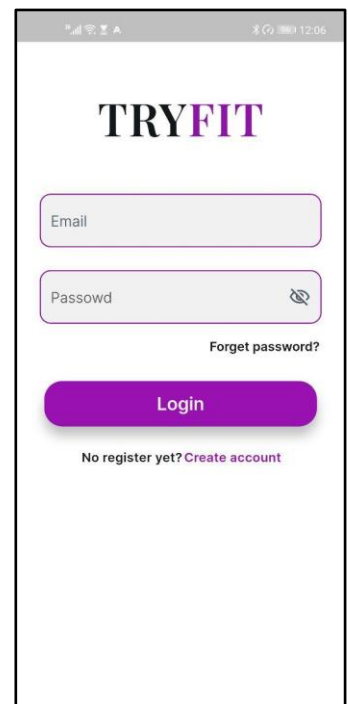 12:06
TRYFIT
Email
Passowd
Forget password?
Login
No register yet? Create account